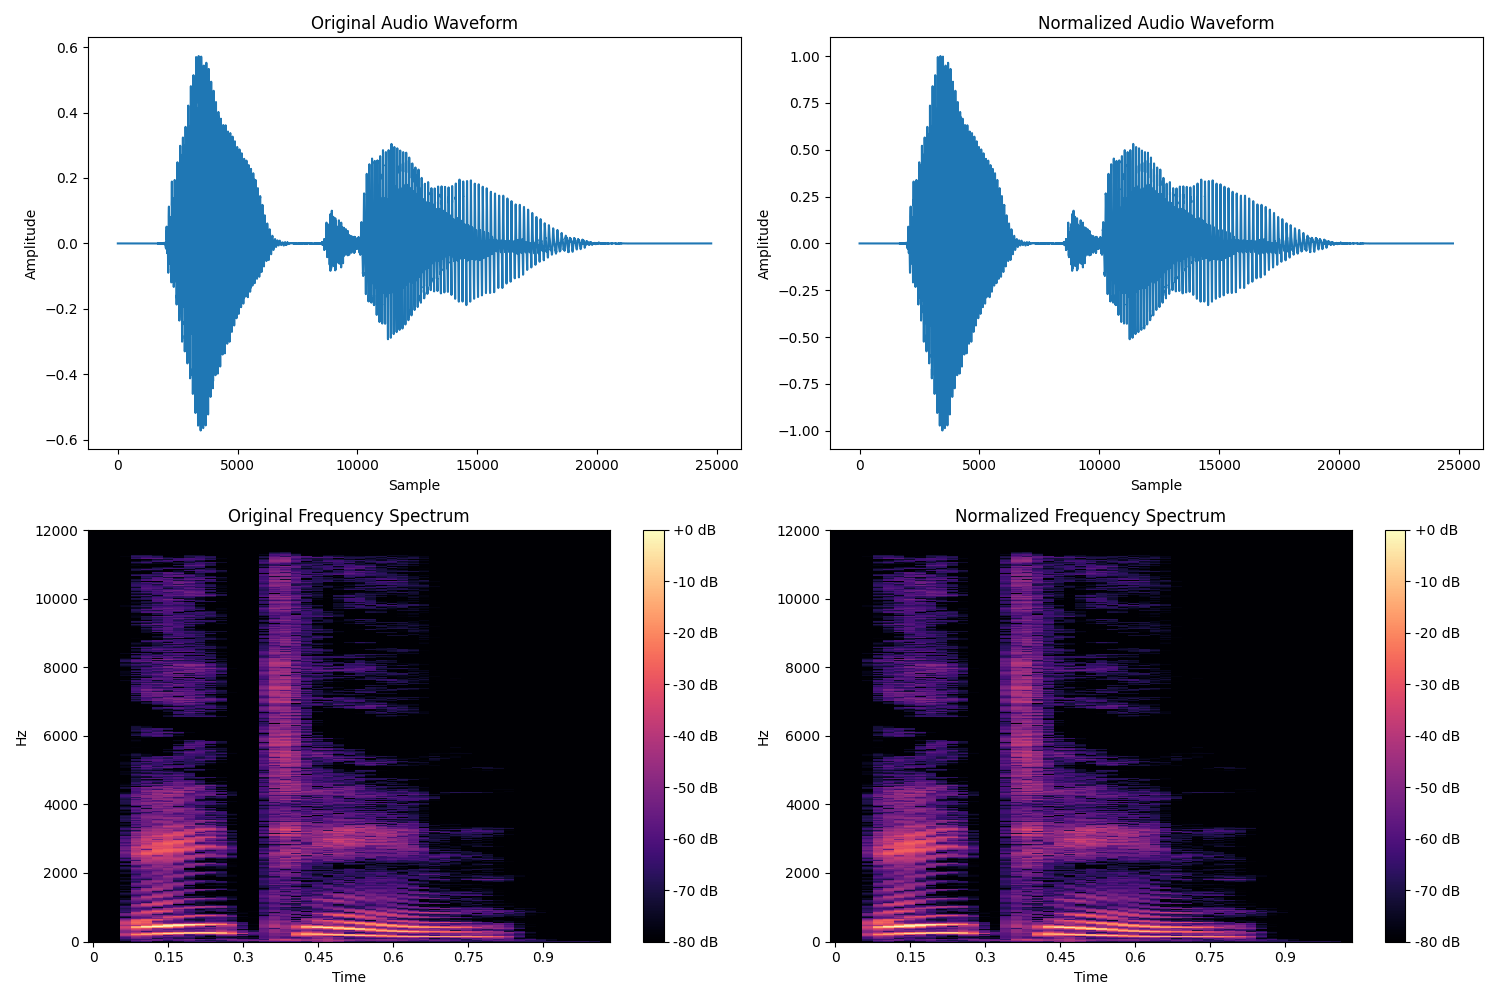 Original Audio Waveform
Normalized Audio Waveform
0.6
0.4
0.2
0.0
−0.2
−0.4
−0.6
Amplitude
0 5000 10000 15000 20000 25000
Sample
1.00
0.75
0.50
0.25
0.00
−0.25
−0.50
−0.75
−1.00
Amplitude
0 5000 10000 15000 20000 25000
Sample
Original Frequency Spectrum
12000
10000
8000
6000
4000
2000
0
Hz
0 0.15 0.3 0.45 0.6 0.75 0.9
Time
+0 dB
-10 dB
-20 dB
-30 dB
-40 dB
-50 dB
-60 dB
-70 dB
-80 dB
Normalized Frequency Spectrum
12000
10000
8000
6000
4000
2000
0
Hz
0 0.15 0.3 0.45 0.6 0.75 0.9
Time
+0 dB
-10 dB
-20 dB
-30 dB
-40 dB
-50 dB
-60 dB
-70 dB
-80 dB